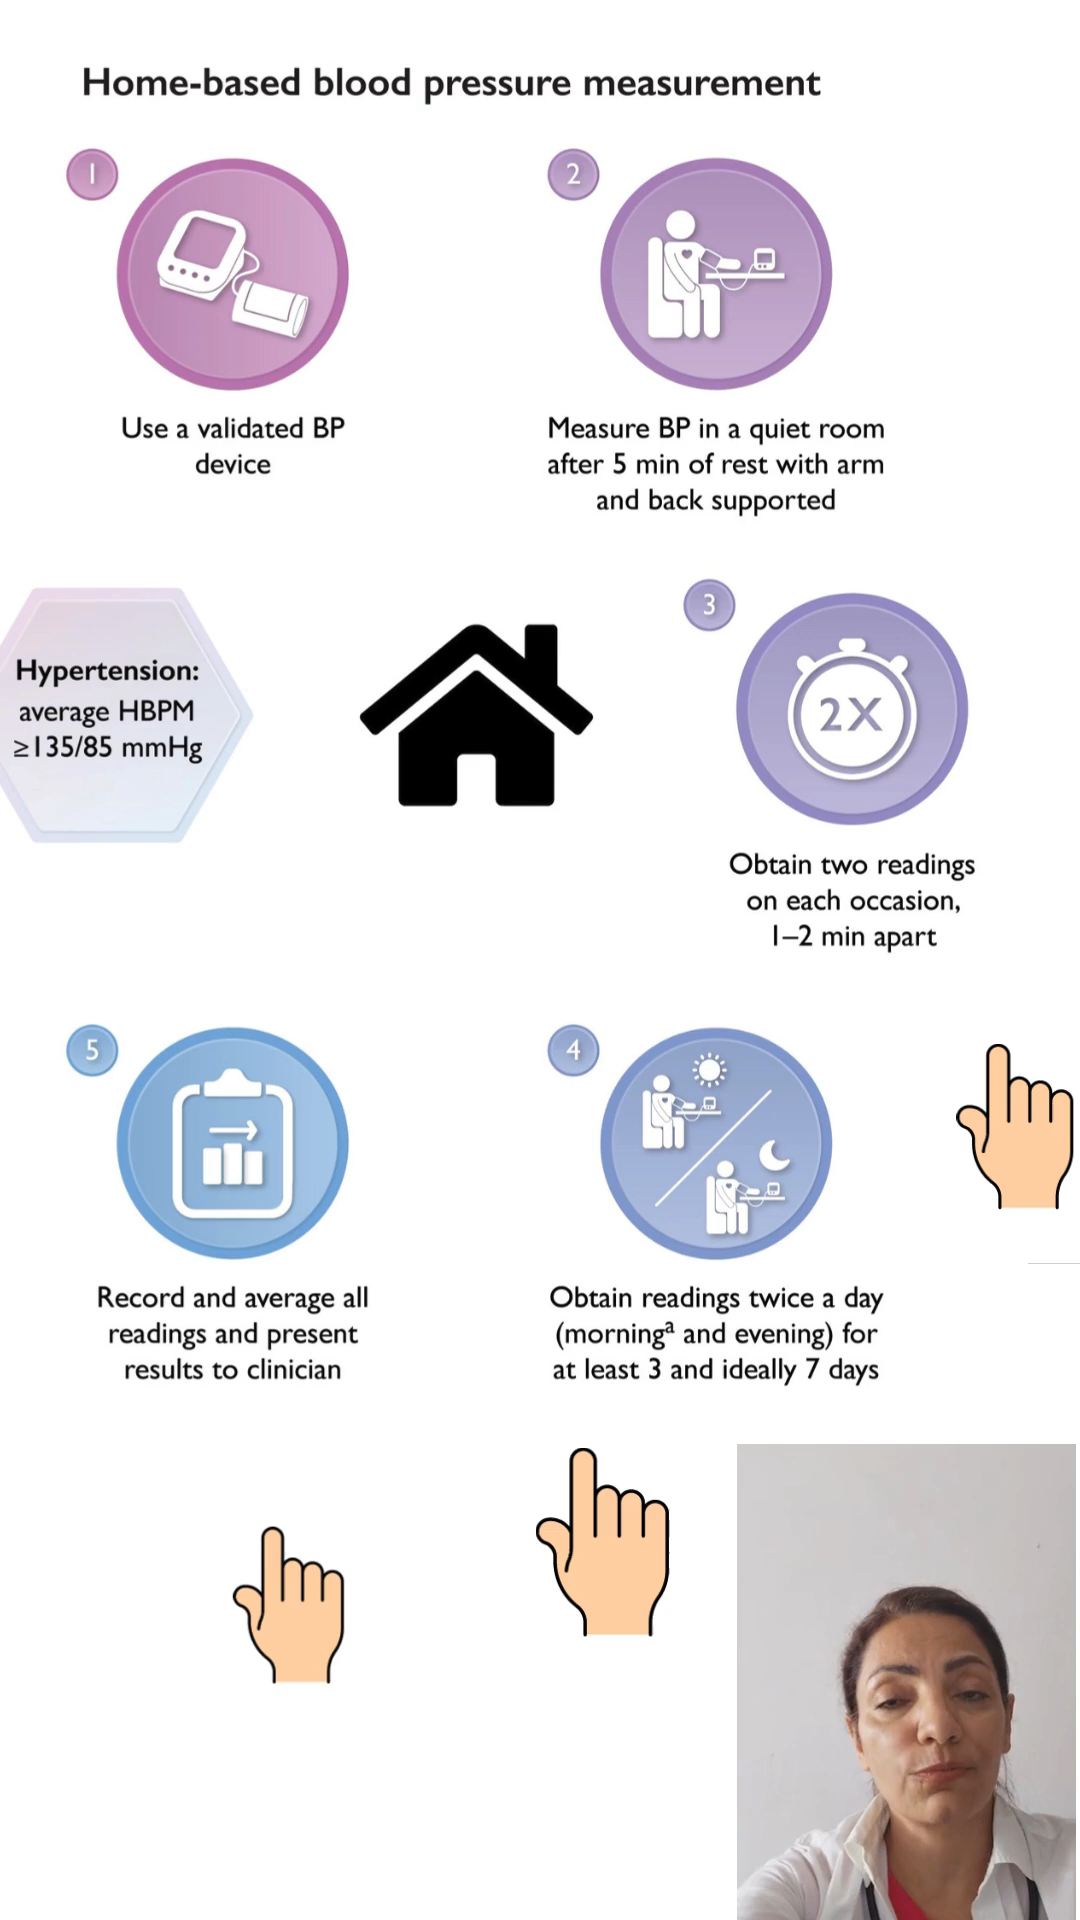 Home-based blood pressure measurement
1
Use a validated BP
device
2
Measure BP in a quiet room
after 5 min of rest with arm
and back supported
Hypertension:
average HBPM
≥135/85 mmHg
3
2X
Obtain two readings
on each occasion,
1–2 min apart
5
Record and average all
readings and present
results to clinician
4
Obtain readings twice a day
(morningᵃ and evening) for
at least 3 and ideally 7 days